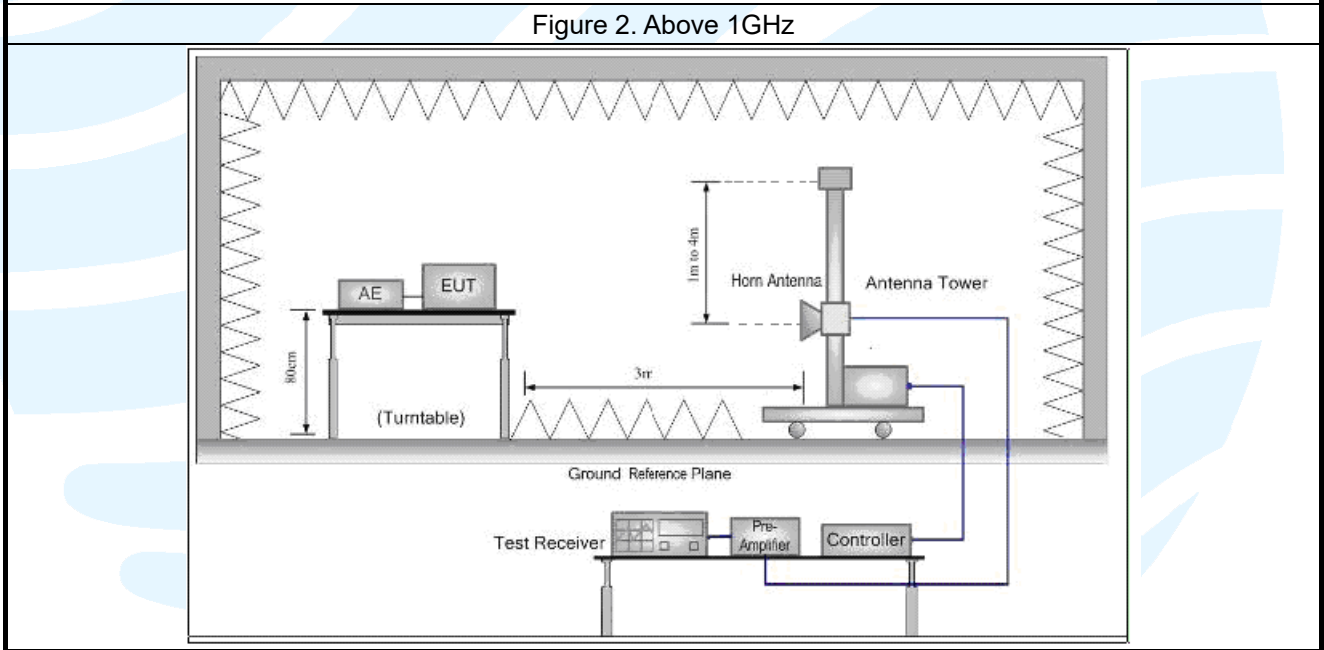 Figure 2. Above 1GHz
1m to 4m
Horn Antenna
Antenna Tower
AE
EUT
80cm
3m
(Turntable)
Ground Reference Plane
Test Receiver
Pre-
Amplifier
Controller